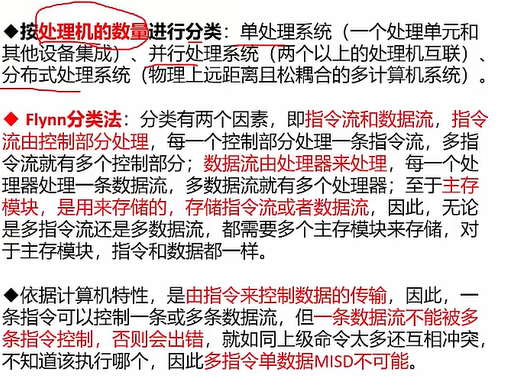 ◆按处理机的数量进行分类：单处理系统（一个处理单元和
其他设备集成）、并行处理系统（两个以上的处理机互联）、
分布式处理系统（物理上远距离且松耦合的多计算机系统）。
◆ Flynn分类法：分类有两个因素，即指令流和数据流，指令
流由控制部分处理，每一个控制部分处理一条指令流，多指
令流就有多个控制部分；数据流由处理器来处理，每一个处
理器处理一条数据流，多数据流就有多个处理器；至于主存
模块，是用来存储的，存储指令流或者数据流，因此，无论
是多指令流还是多数据流，都需要多个主存模块来存储，对
于主存模块，指令和数据都一样。
◆依据计算机特性，是由指令来控制数据的传输，因此，一
条指令可以控制一条或多条数据流，但一条数据流不能被多
条指令控制，否则会出错，就如同上级命令太多还互相冲突，
不知道该执行哪个，因此多指令单数据MISD不可能。